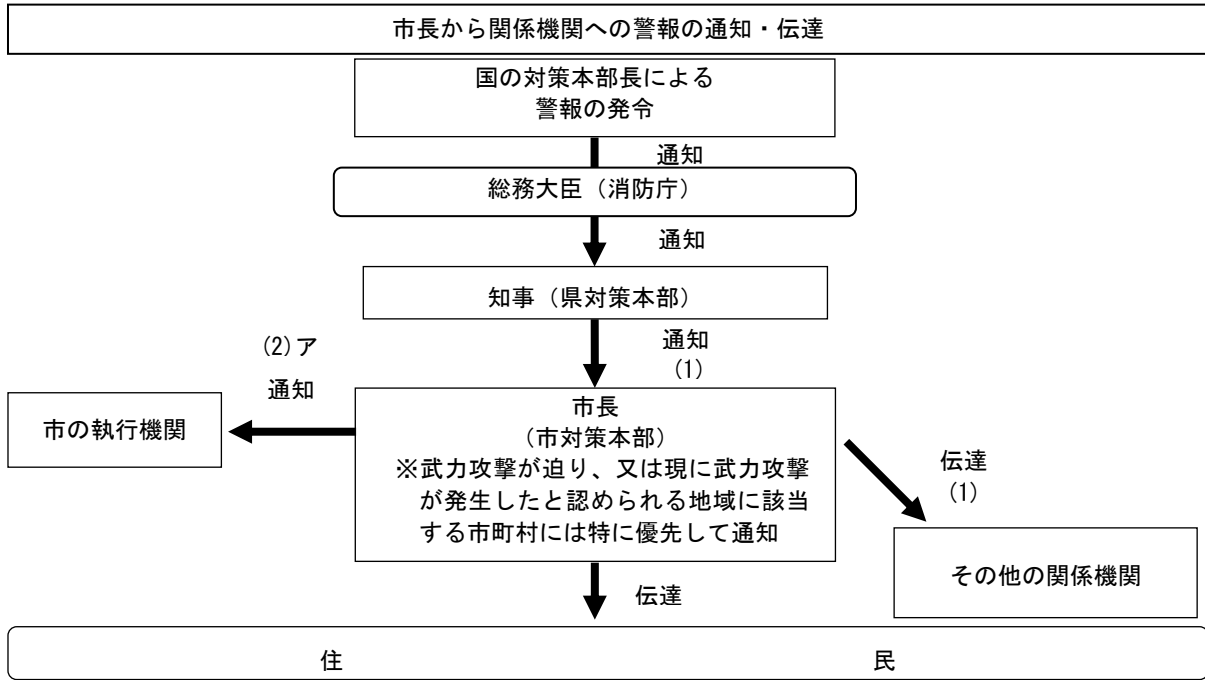 市長から関係機関への警報の通知・伝達
国の対策本部長による
警報の発令
通知
総務大臣（消防庁）
通知
知事（県対策本部）
通知
(1)
(2)ア
通知
市の執行機関
市長
（市対策本部）
※武力攻撃が迫り、又は現に武力攻撃
が発生したと認められる地域に該当
する市町村には特に優先して通知
伝達
(1)
その他の関係機関
伝達
住　民